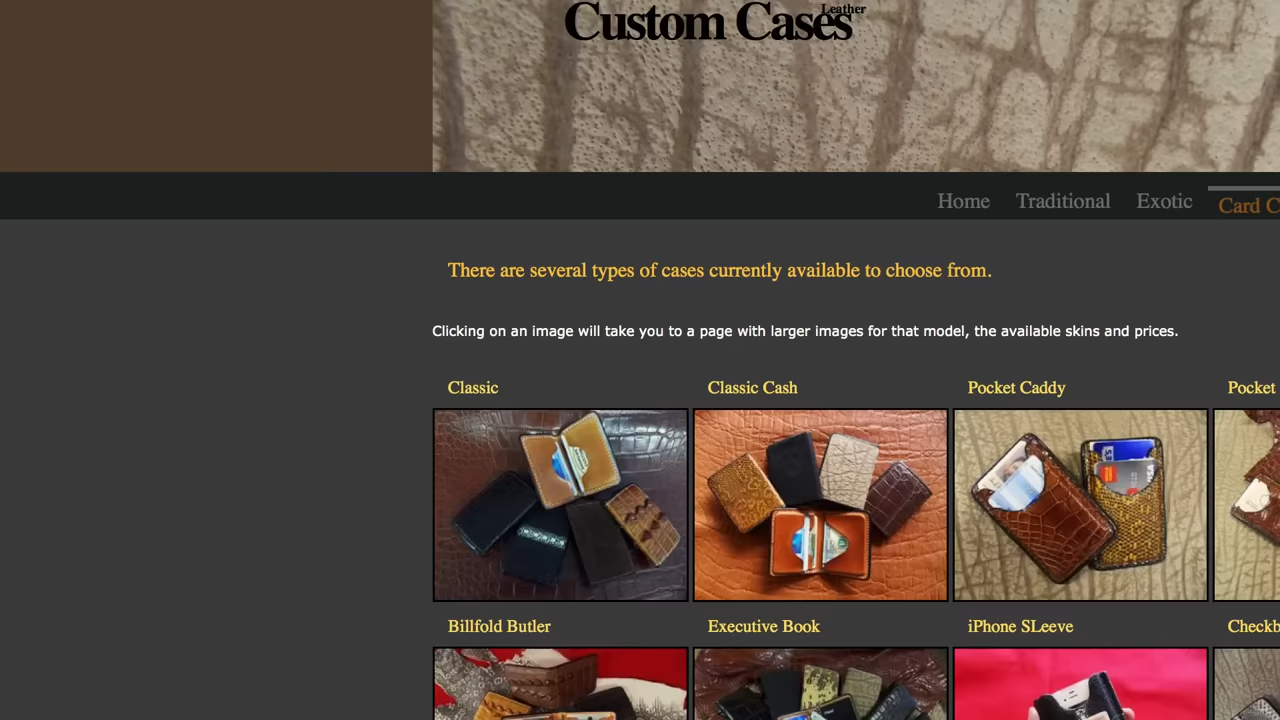 Leather
Custom Cases
Home Traditional Exotic Card C
There are several types of cases currently available to choose from.
Clicking on an image will take you to a page with larger images for that model, the available skins and prices.
Classic Classic Cash Pocket Caddy Pocket
Billfold Butler Executive Book iPhone SLeeve Checkb